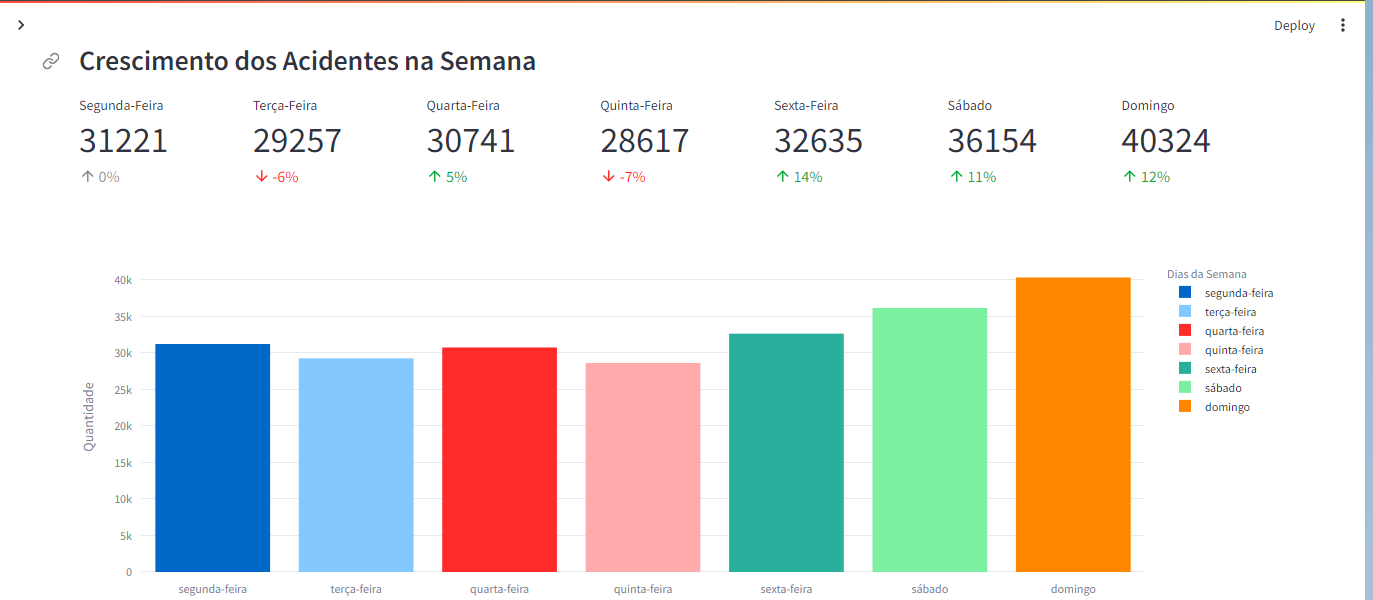 Deploy
Crescimento dos Acidentes na Semana
Segunda-Feira Terça-Feira Quarta-Feira Quinta-Feira Sexta-Feira Sábado Domingo
31221 29257 30741 28617 32635 36154 40324
↑ 0% ↓ -6% ↑ 5% ↓ -7% ↑ 14% ↑ 11% ↑ 12%
Quantidade
40k
35k
30k
25k
20k
15k
10k
5k
0
segunda-feira terça-feira quarta-feira quinta-feira sexta-feira sábado domingo
Dias da Semana
segunda-feira
terça-feira
quarta-feira
quinta-feira
sexta-feira
sábado
domingo